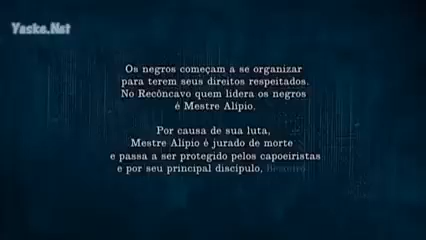 Yaske.Net
Os negros começam a se organizar
para terem seus direitos respeitados.
No Recôncavo quem lidera os negros
é Mestre Alípio.
Por causa de sua luta,
Mestre Alípio é jurado de morte
e passa a ser protegido pelos capoeiristas
e por seu principal discípulo,